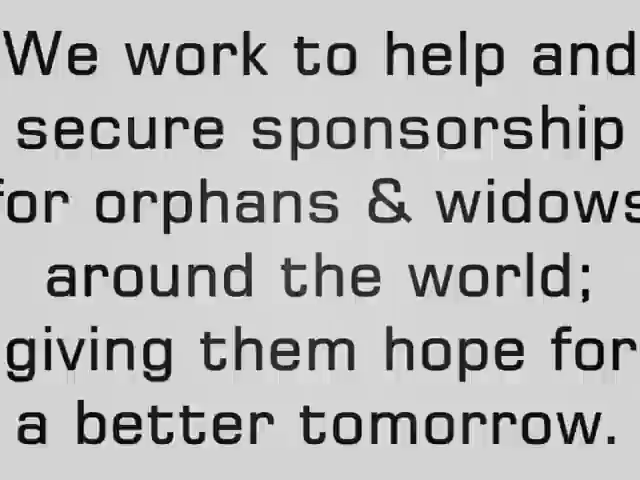 We work to help and
secure sponsorship
for orphans & widows
around the world;
giving them hope for
a better tomorrow.